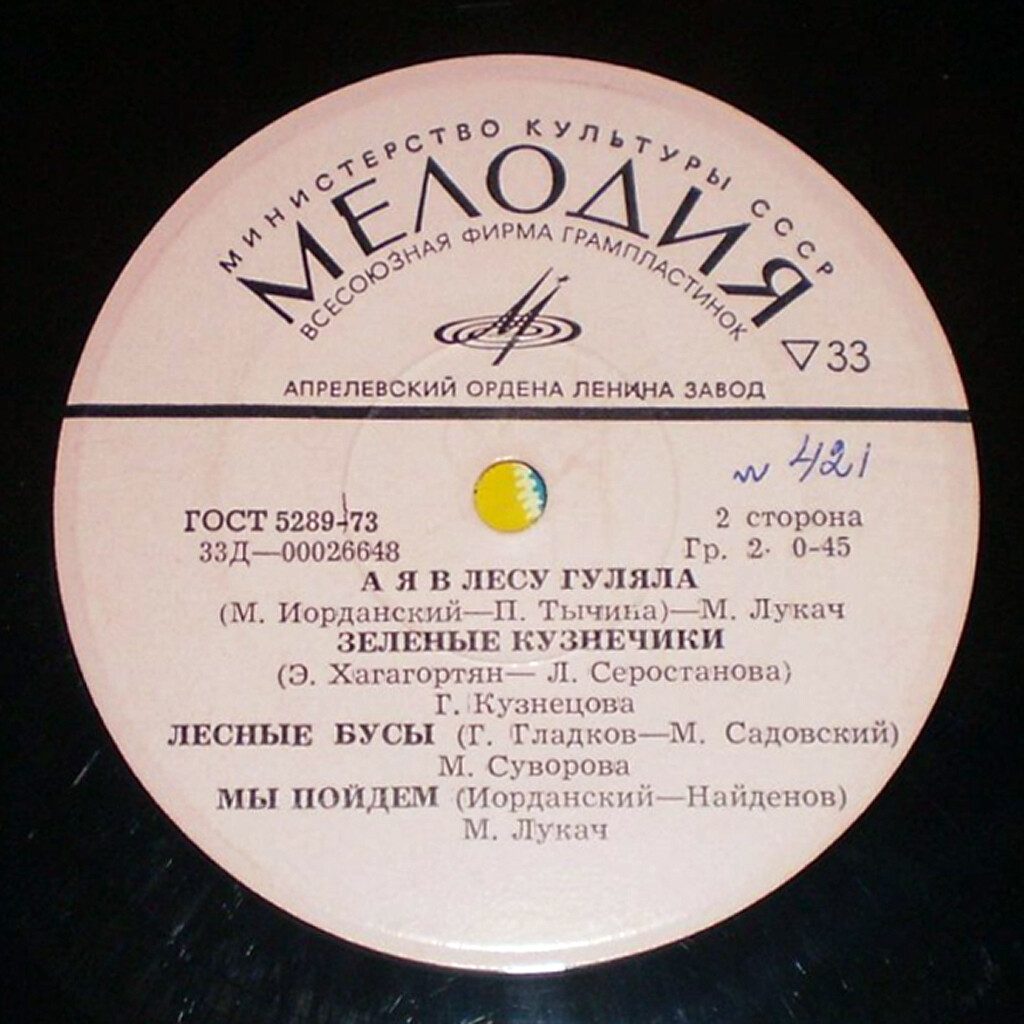 МИНИСТЕРСТВО КУЛЬТУРЫ СССР
МЕЛОДИЯ
ВСЕСОЮЗНАЯ ФИРМА ГРАМПЛАСТИНОК
▽33
АПРЕЛЕВСКИЙ ОРДЕНА ЛЕНИНА ЗАВОД
N 421
ГОСТ 5289-73
2 сторона
33Д—00026648
Гр. 2· 0-45
А Я В ЛЕСУ ГУЛЯЛА
(М. Иорданский—П. Тычина)—М. Лукач
ЗЕЛЕНЫЕ КУЗНЕЧИКИ
(Э. Хагагортян— Л. Серостанова)
Г. Кузнецова
ЛЕСНЫЕ БУСЫ (Г. Гладков—М. Садовский)
М. Суворова
МЫ ПОЙДЕМ (Иорданский—Найденов)
М. Лукач